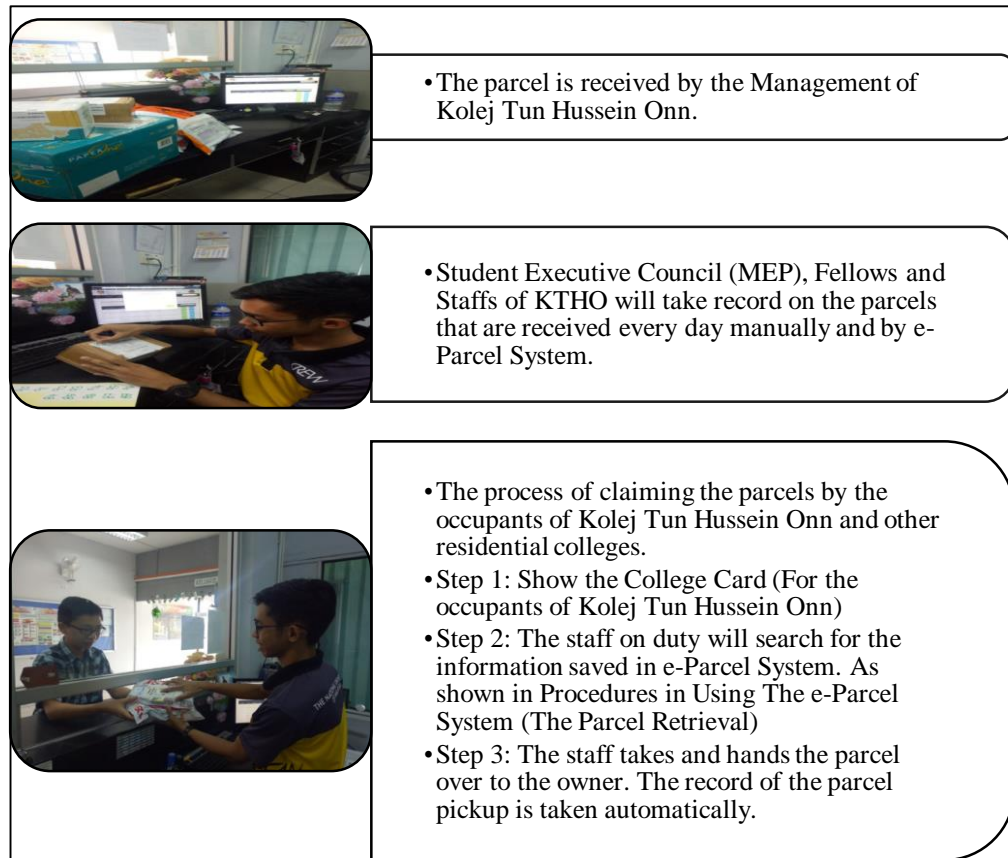 •The parcel is received by the Management of
Kolej Tun Hussein Onn.
•Student Executive Council (MEP), Fellows and
Staffs of KTHO will take record on the parcels
that are received every day manually and by e-
Parcel System.
CREW
•The process of claiming the parcels by the
occupants of Kolej Tun Hussein Onn and other
residential colleges.
•Step 1: Show the College Card (For the
occupants of Kolej Tun Hussein Onn)
•Step 2: The staff on duty will search for the
information saved in e-Parcel System. As
shown in Procedures in Using The e-Parcel
System (The Parcel Retrieval)
•Step 3: The staff takes and hands the parcel
over to the owner. The record of the parcel
pickup is taken automatically.